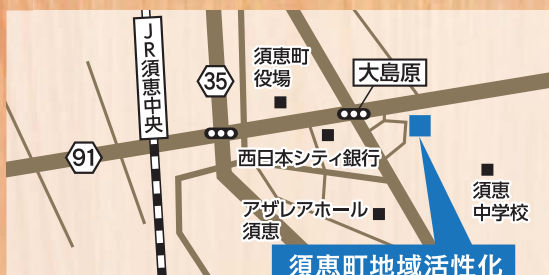 JR須恵中央
35
須恵町
役場
大島原
91
西日本シティ銀行
アザレアホール
須恵
須恵
中学校
須恵町地域活性化